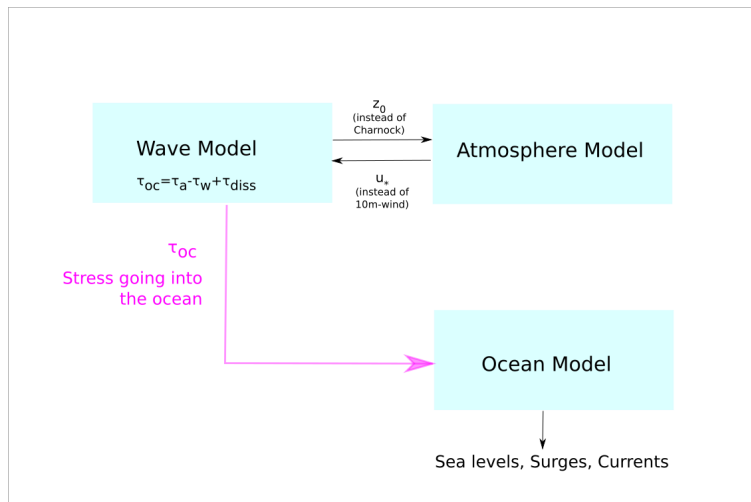 z₀
(instead of
Charnock)
Wave Model
Atmosphere Model
τoc=τa-τw+τdiss
u*
(instead of
10m-wind)
τoc
Stress going into
the ocean
Ocean Model
Sea levels, Surges, Currents